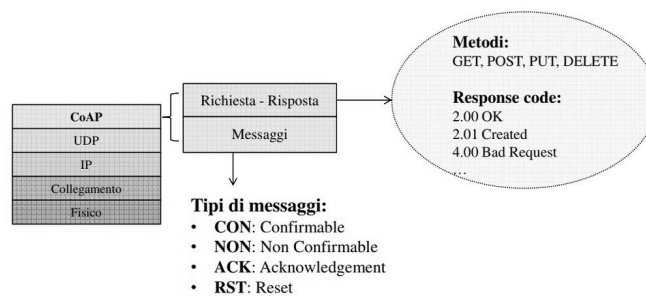 CoAP
UDP
IP
Collegamento
Fisico
Richiesta - Risposta
Messaggi
Metodi:
GET, POST, PUT, DELETE
Response code:
2.00 OK
2.01 Created
4.00 Bad Request
…
Tipi di messaggi:
• CON: Confirmable
• NON: Non Confirmable
• ACK: Acknowledgement
• RST: Reset